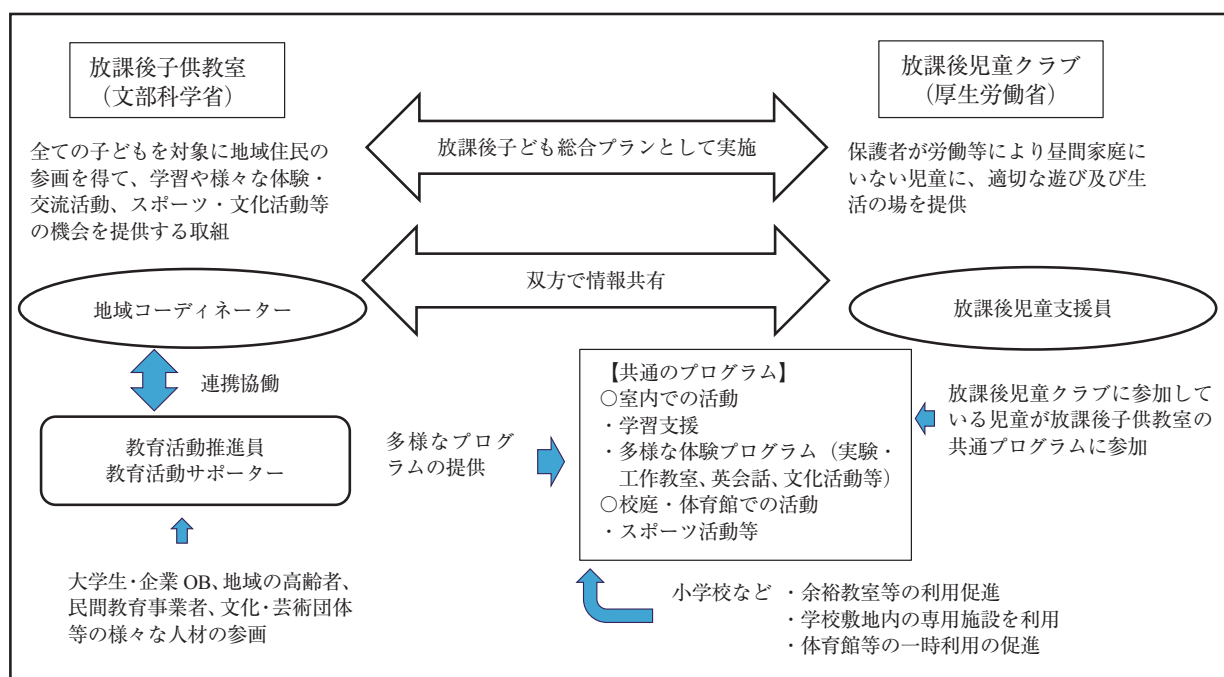 放課後子供教室
（文部科学省）
放課後児童クラブ
（厚生労働省）
全ての子どもを対象に地域住民の
参画を得て、学習や様々な体験・
交流活動、スポーツ・文化活動等
の機会を提供する取組
放課後子ども総合プランとして実施
保護者が労働等により昼間家庭に
いない児童に、適切な遊び及び生
活の場を提供
双方で情報共有
地域コーディネーター
放課後児童支援員
連携協働
教育活動推進員
教育活動サポーター
多様なプログ
ラムの提供
【共通のプログラム】
○室内での活動
・学習支援
・多様な体験プログラム（実験・
工作教室、英会話、文化活動等）
○校庭・体育館での活動
・スポーツ活動等
放課後児童クラブに参加して
いる児童が放課後子供教室の
共通プログラムに参加
大学生・企業 OB、地域の高齢者、
民間教育事業者、文化・芸術団体
等の様々な人材の参画
小学校など ・余裕教室等の利用促進
・学校敷地内の専用施設を利用
・体育館等の一時利用の促進